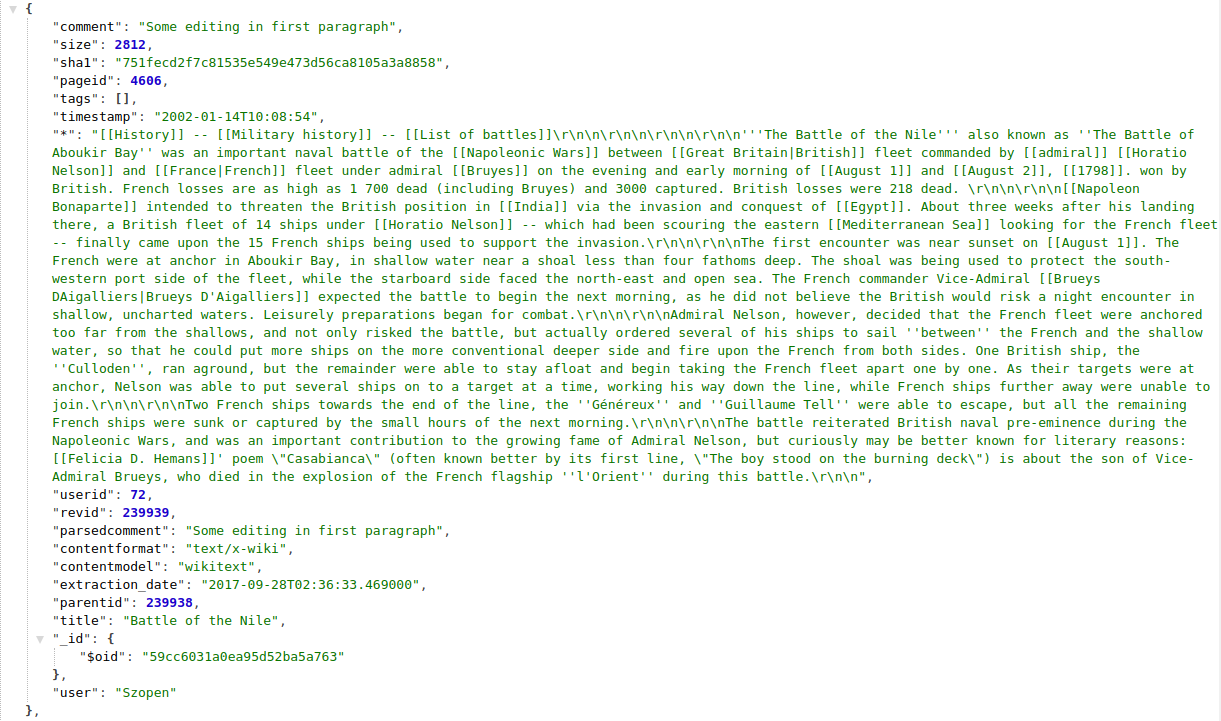 {
"comment": "Some editing in first paragraph",
"size": 2812,
"sha1": "751fecd2f7c81535e549e473d56ca8105a3a8858",
"pageid": 4606,
"tags": [],
"timestamp": "2002-01-14T10:08:54",
"*": "[[History]] -- [[Military history]] -- [[List of battles]]\r\n\n\r\n\n\r\n\n\r\n\n'''The Battle of the Nile''' also known as ''The Battle of
Aboukir Bay'' was an important naval battle of the [[Napoleonic Wars]] between [[Great Britain|British]] fleet commanded by [[admiral]] [[Horatio
Nelson]] and [[France|French]] fleet under admiral [[Bruyes]] on the evening and early morning of [[August 1]] and [[August 2]], [[1798]]. won by
British. French losses are as high as 1 700 dead (including Bruyes) and 3000 captured. British losses were 218 dead. \r\n\n\r\n\n[[Napoleon
Bonaparte]] intended to threaten the British position in [[India]] via the invasion and conquest of [[Egypt]]. About three weeks after his landing
there, a British fleet of 14 ships under [[Horatio Nelson]] -- which had been scouring the eastern [[Mediterranean Sea]] looking for the French fleet
-- finally came upon the 15 French ships being used to support the invasion.\r\n\n\r\n\nThe first encounter was near sunset on [[August 1]]. The
French were at anchor in Aboukir Bay, in shallow water near a shoal less than four fathoms deep. The shoal was being used to protect the south-
western port side of the fleet, while the starboard side faced the north-east and open sea. The French commander Vice-Admiral [[Brueys
DAigalliers|Brueys D'Aigalliers]] expected the battle to begin the next morning, as he did not believe the British would risk a night encounter in
shallow, uncharted waters. Leisurely preparations began for combat.\r\n\n\r\n\nAdmiral Nelson, however, decided that the French fleet were anchored
too far from the shallows, and not only risked the battle, but actually ordered several of his ships to sail ''between'' the French and the shallow
water, so that he could put more ships on the more conventional deeper side and fire upon the French from both sides. One British ship, the
''Culloden'', ran aground, but the remainder were able to stay afloat and begin taking the French fleet apart one by one. As their targets were at
anchor, Nelson was able to put several ships on to a target at a time, working his way down the line, while French ships further away were unable to
join.\r\n\n\r\n\nTwo French ships towards the end of the line, the ''Généreux'' and ''Guillaume Tell'' were able to escape, but all the remaining
French ships were sunk or captured by the small hours of the next morning.\r\n\n\r\n\nThe battle reiterated British naval pre-eminence during the
Napoleonic Wars, and was an important contribution to the growing fame of Admiral Nelson, but curiously may be better known for literary reasons:
[[Felicia D. Hemans]]' poem \"Casabianca\" (often known better by its first line, \"The boy stood on the burning deck\") is about the son of Vice-
Admiral Brueys, who died in the explosion of the French flagship ''l'Orient'' during this battle.\r\n\n",
"userid": 72,
"revid": 239939,
"parsedcomment": "Some editing in first paragraph",
"contentformat": "text/x-wiki",
"contentmodel": "wikitext",
"extraction_date": "2017-09-28T02:36:33.469000",
"parentid": 239938,
"title": "Battle of the Nile",
"_id": {
"$oid": "59cc6031a0ea95d52ba5a763"
},
"user": "Szopen"
},